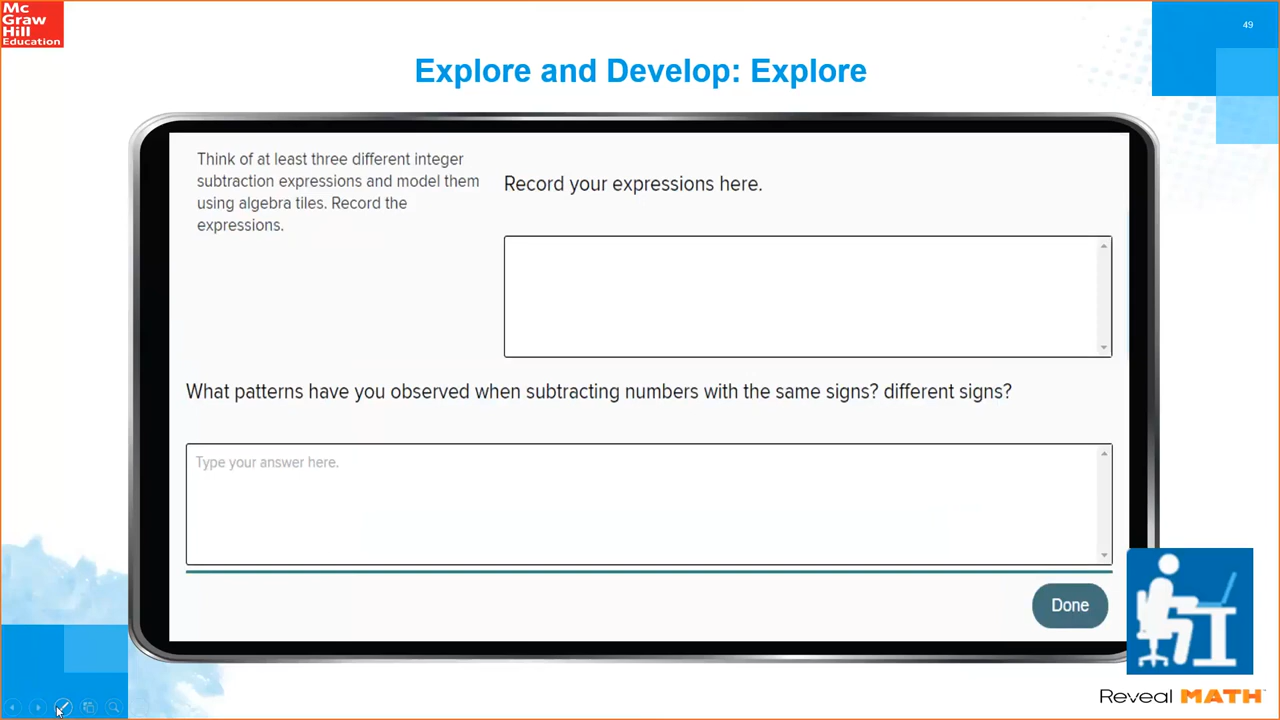 Mc
Graw
Hill
Education
49
Explore and Develop: Explore
Think of at least three different integer
subtraction expressions and model them
using algebra tiles. Record the
expressions.
Record your expressions here.
What patterns have you observed when subtracting numbers with the same signs? different signs?
Type your answer here.
Done
Reveal MATH